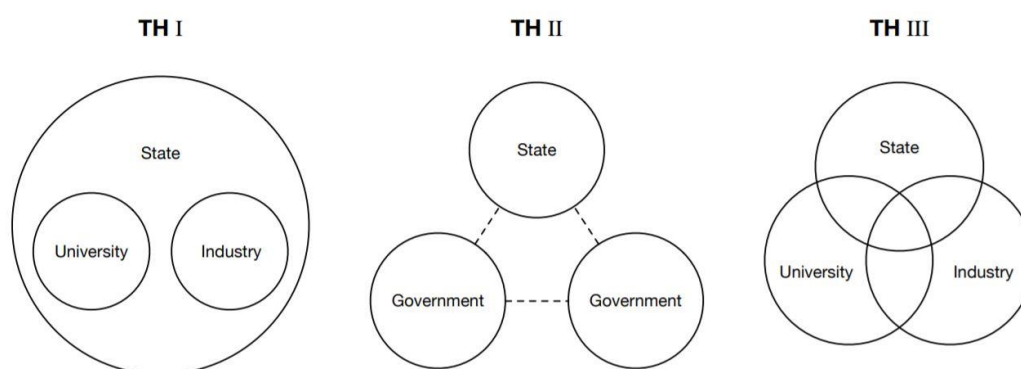 TH I
TH II
TH III
State
University
Industry
State
Government
Government
State
University
Industry